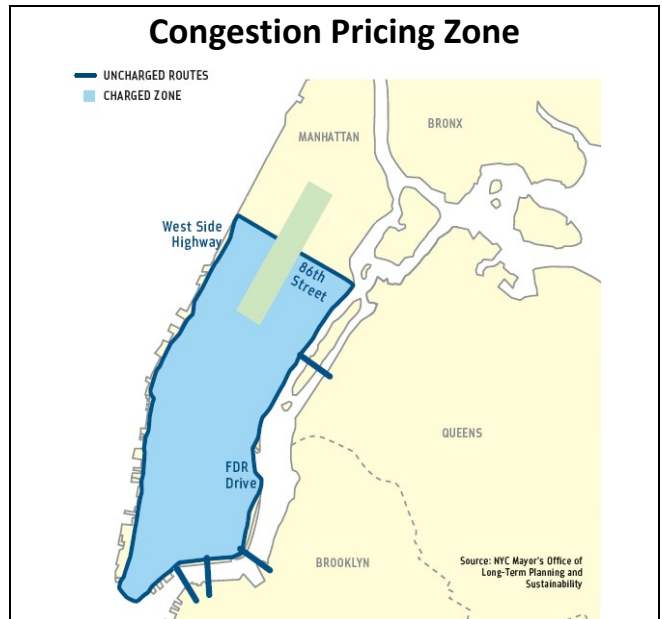 Congestion Pricing Zone
UNCHARGED ROUTES
CHARGED ZONE
BRONX
MANHATTAN
West Side
Highway
86th
Street
QUEENS
FDR
Drive
BROOKLYN
Source: NYC Mayor's Office of
Long-Term Planning and
Sustainability